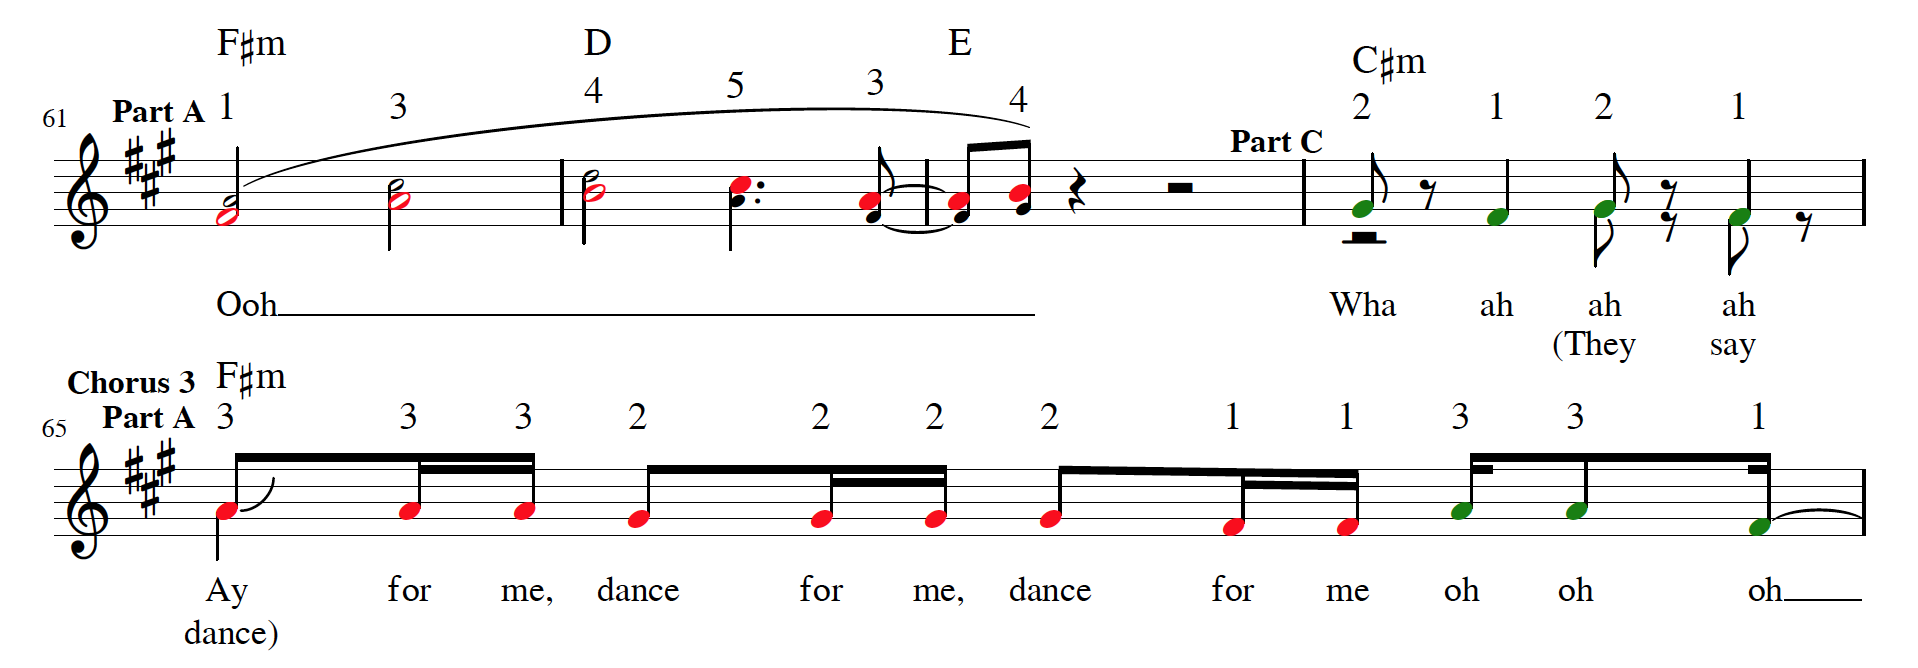 F♯m D E C♯m
Part A 1 3 4 5 3 4 2 1 2 1
61 Part C
Ooh Wha ah ah ah
(They say
Chorus 3 F♯m
Part A 3 3 3 2 2 2 2 1 1 3 3 1
65
Ay for me, dance for me, dance for me oh oh oh
dance)